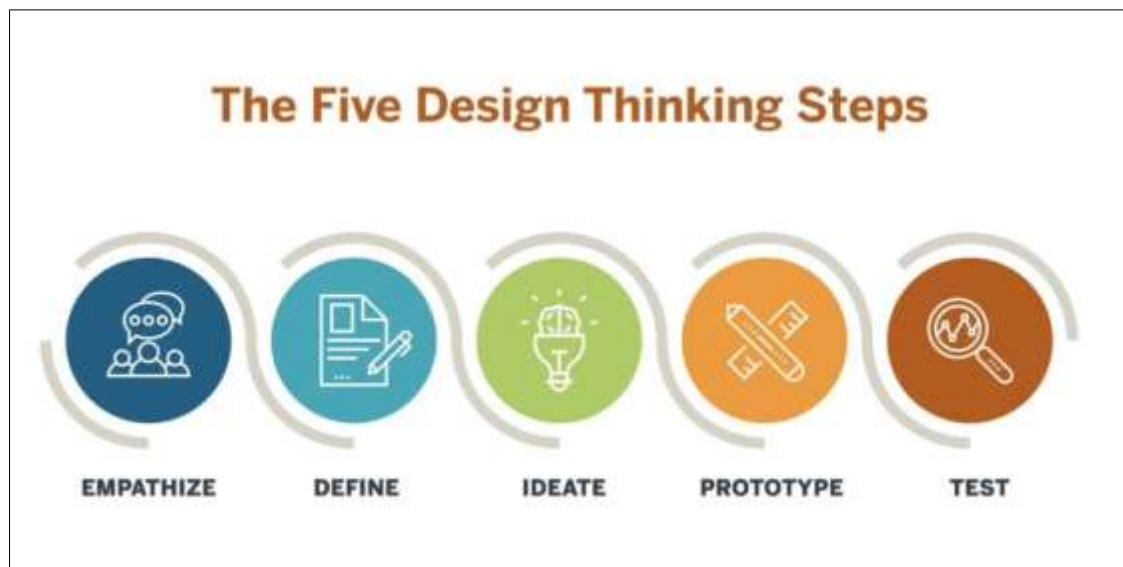 The Five Design Thinking Steps
EMPATHIZE
DEFINE
IDEATE
PROTOTYPE
TEST